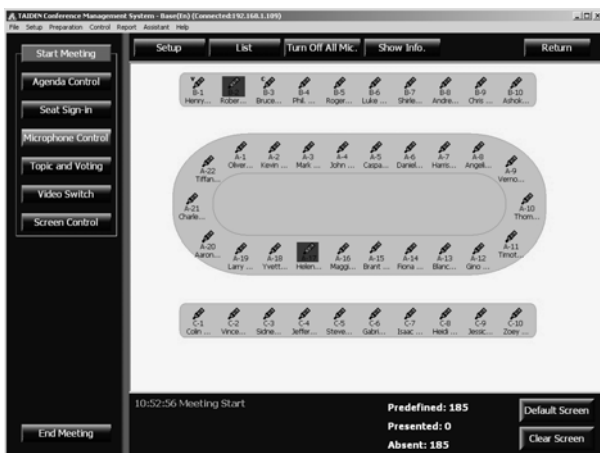 TAIDEN Conference Management System - Base(En) (Connected:192.168.1.109)
File Setup Preparation Control Report Assistant Help
Start Meeting
Setup List Turn Off All Mic. Show Info. Return
Agenda Control
Seat Sign-in
Microphone Control
Topic and Voting
Video Switch
Screen Control
V C
B-1 B-3 B-4 B-5 B-6 B-7 B-8 B-9 B-10
Henry... Rober... Bruce... Phil. ... Roger... Luke ... Shirle... Andre... Chris ... Ashok...
A-1 A-2 A-3 A-4 A-5 A-6 A-7 A-8
Oliver... Kevin ... Mark ... John ... Caspa... Daniel... Harris... Angeli...
A-22 A-9
Tiffan... Verno...
A-21 A-10
Charle... Thom...
A-20 A-11
Aaron... Timot...
A-19 A-18 A-16 A-15 A-14 A-13 A-12
Larry ... Yvett... Helen... Maggi... Brant ... Fiona ... Blanc... Gino ...
C-1 C-2 C-3 C-4 C-5 C-6 C-7 C-8 C-9 C-10
Colin ... Vince... Sidne... Jeffer... Steve... Gabri... Isaac ... Heidi ... Jessic... Zoey ...
10:52:56 Meeting Start
Predefined: 185
Presented: 0
Absent: 185
Default Screen
Clear Screen
End Meeting